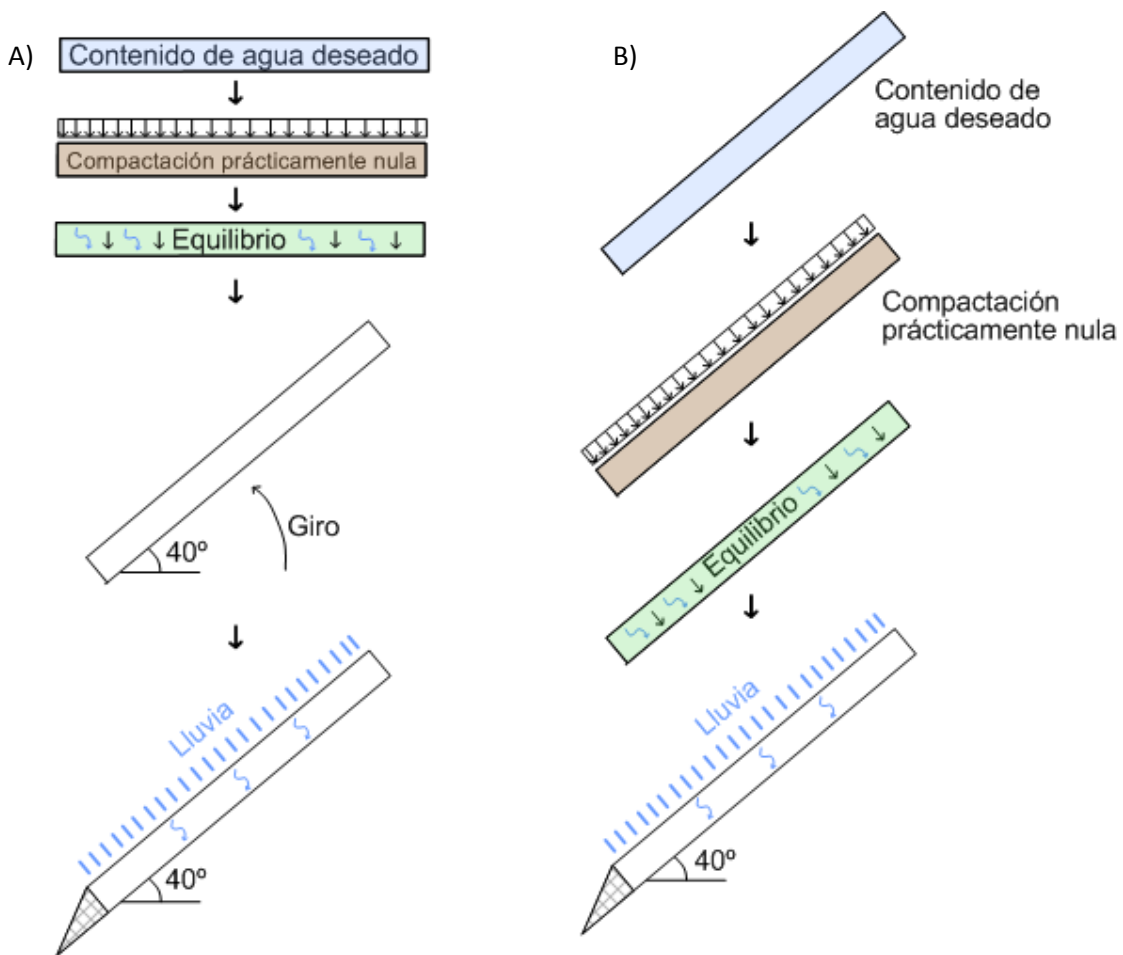 A)
Contenido de agua deseado
Compactación prácticamente nula
Equilibrio
Giro
40º
Lluvia
40º
B)
Contenido de
agua deseado
Compactación
prácticamente nula
Equilibrio
Lluvia
40º